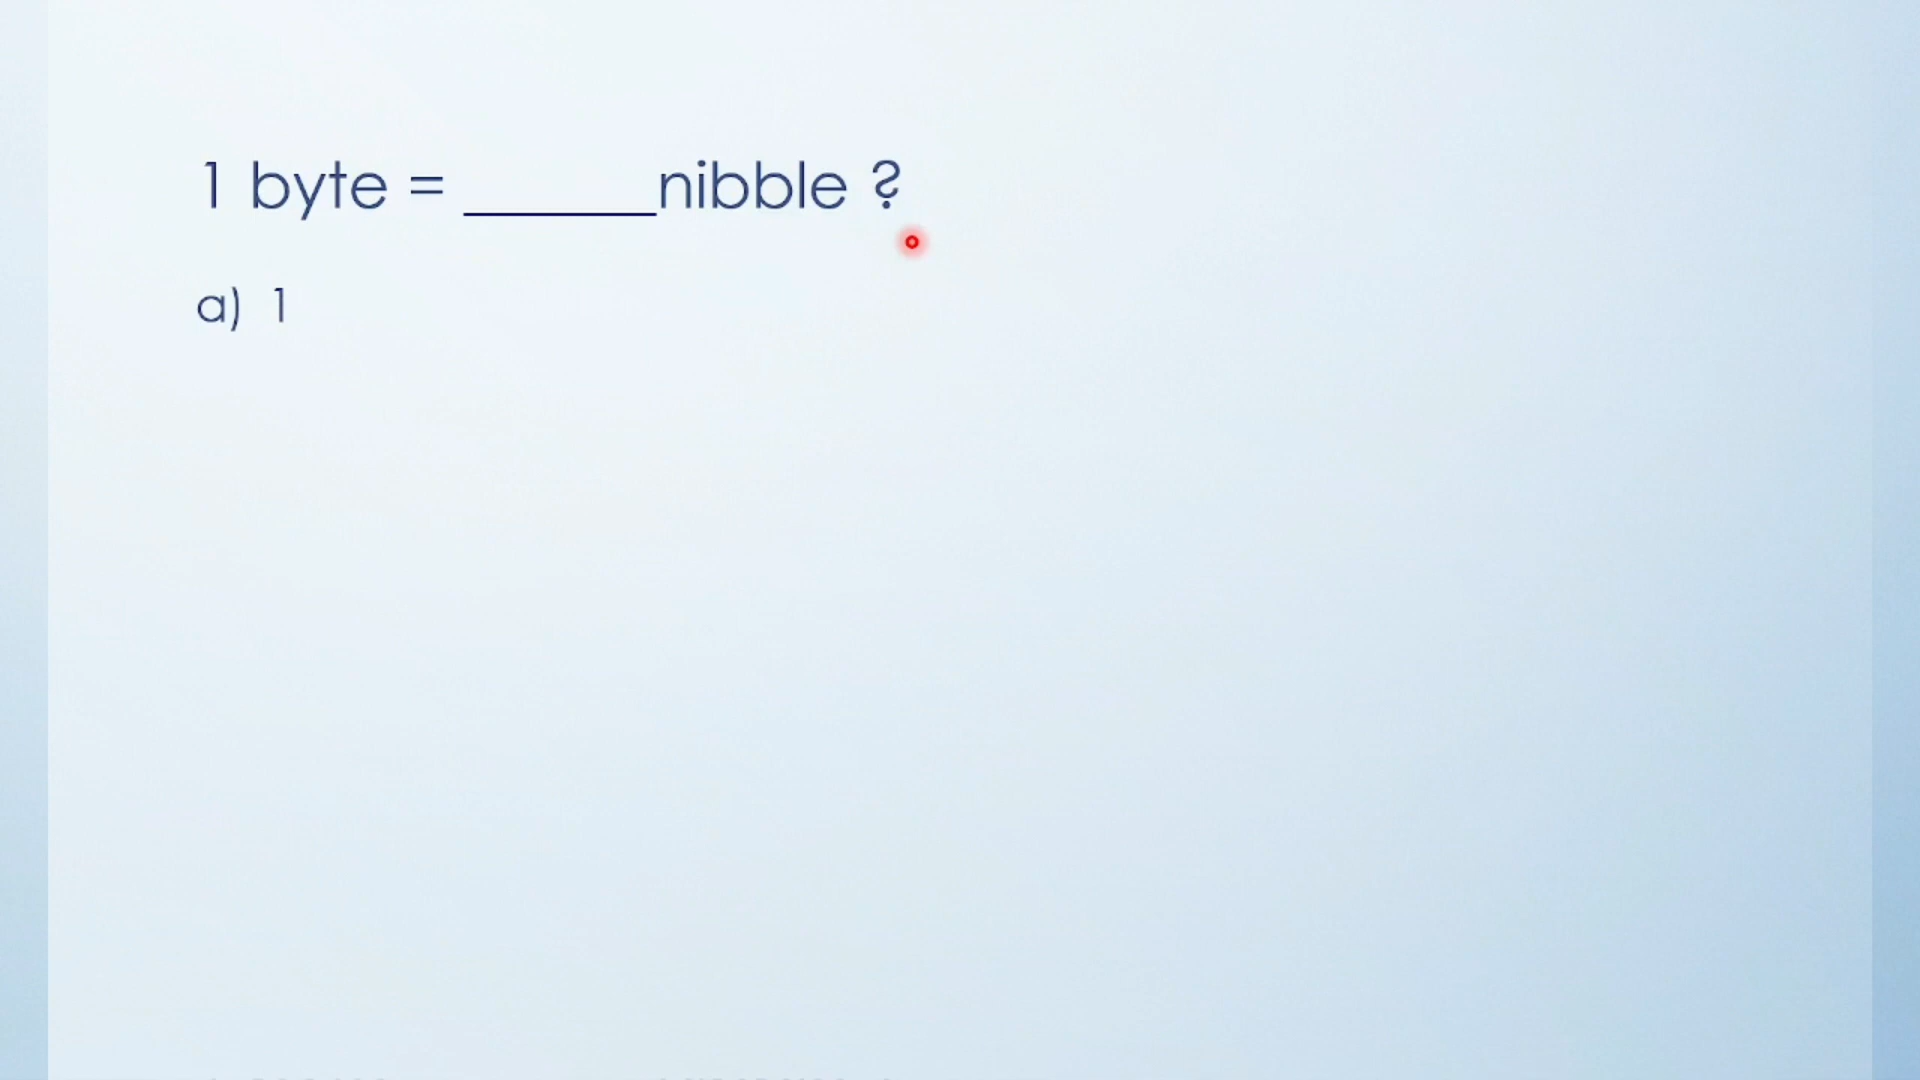 1 byte = ______nibble ?
a) 1